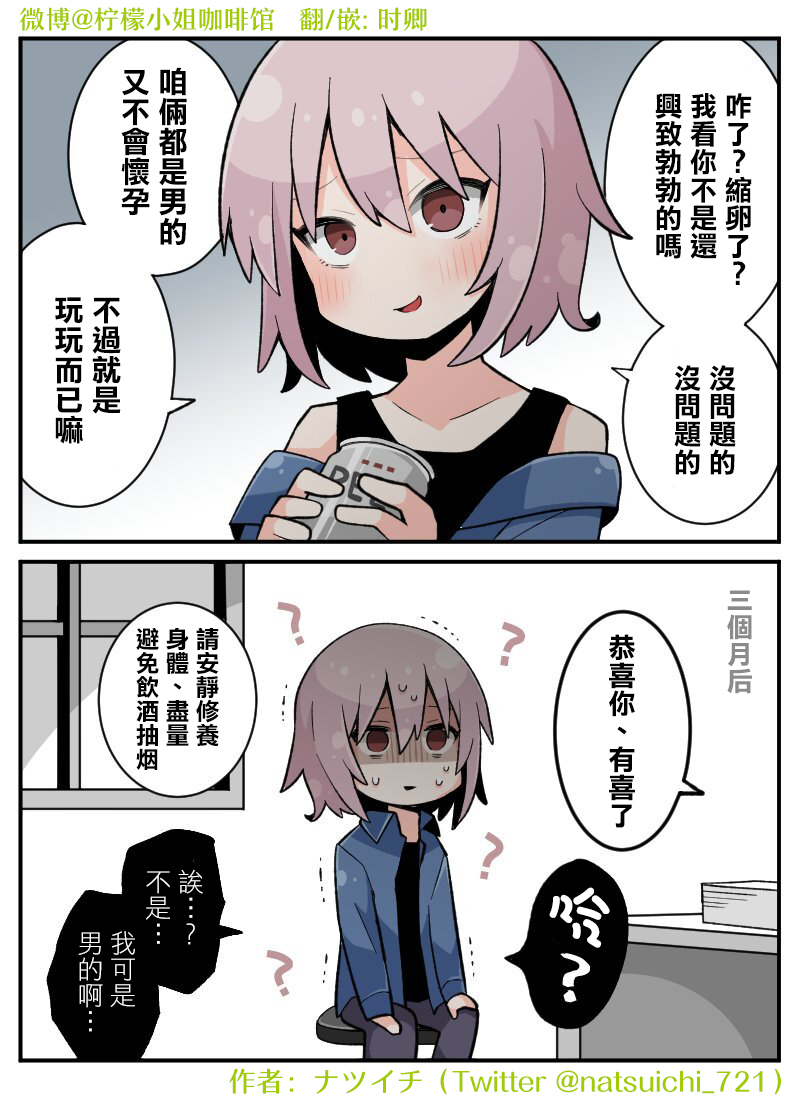 微博@柠檬小姐咖啡馆 翻/嵌: 时卿
咋了?縮卵了?
我看你不是還
興致勃勃的嗎
沒問題的
沒問題的
咱倆都是男的
又不會懷孕
不過就是
玩玩而已嘛
BEE
三個月后
恭喜你、有喜了
哈?
請安靜修養
身體、盡量
避免飲酒抽烟
誒…?
不是…
我可是
男的啊…
? ? ? ?
作者: ナツイチ (Twitter @natsuichi_721)